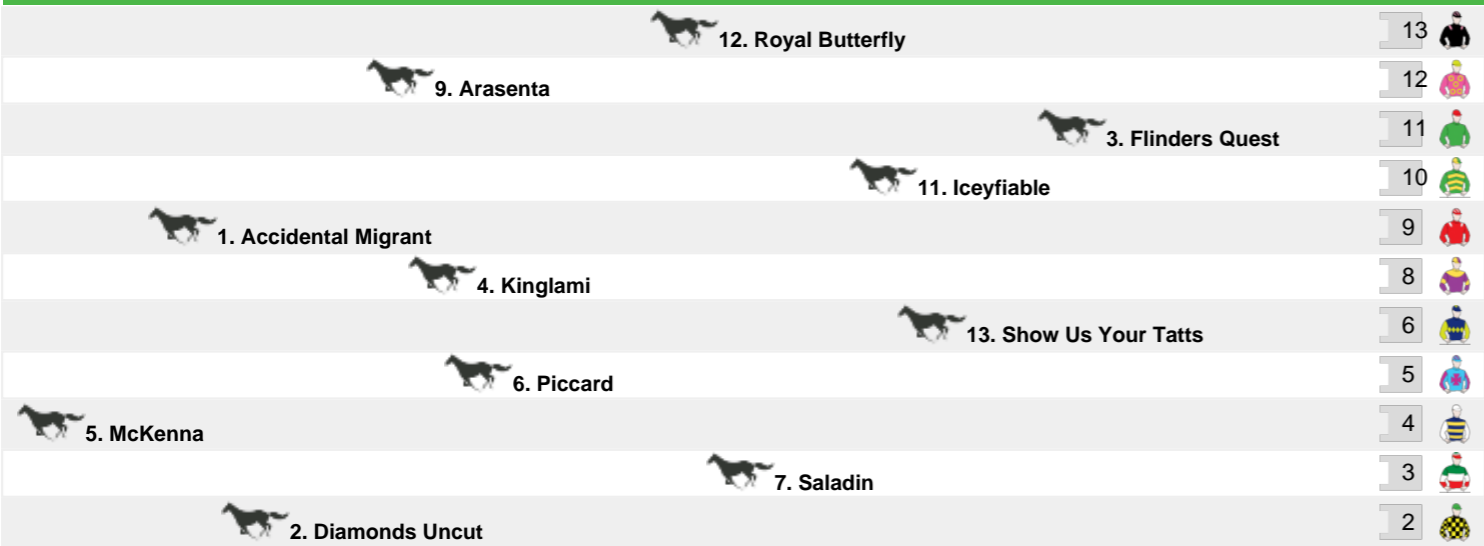 12. Royal Butterfly 13
9. Arasenta 12
3. Flinders Quest 11
11. Iceyfiable 10
1. Accidental Migrant 9
4. Kinglami 8
13. Show Us Your Tatts 6
6. Piccard 5
5. McKenna 4
7. Saladin 3
2. Diamonds Uncut 2